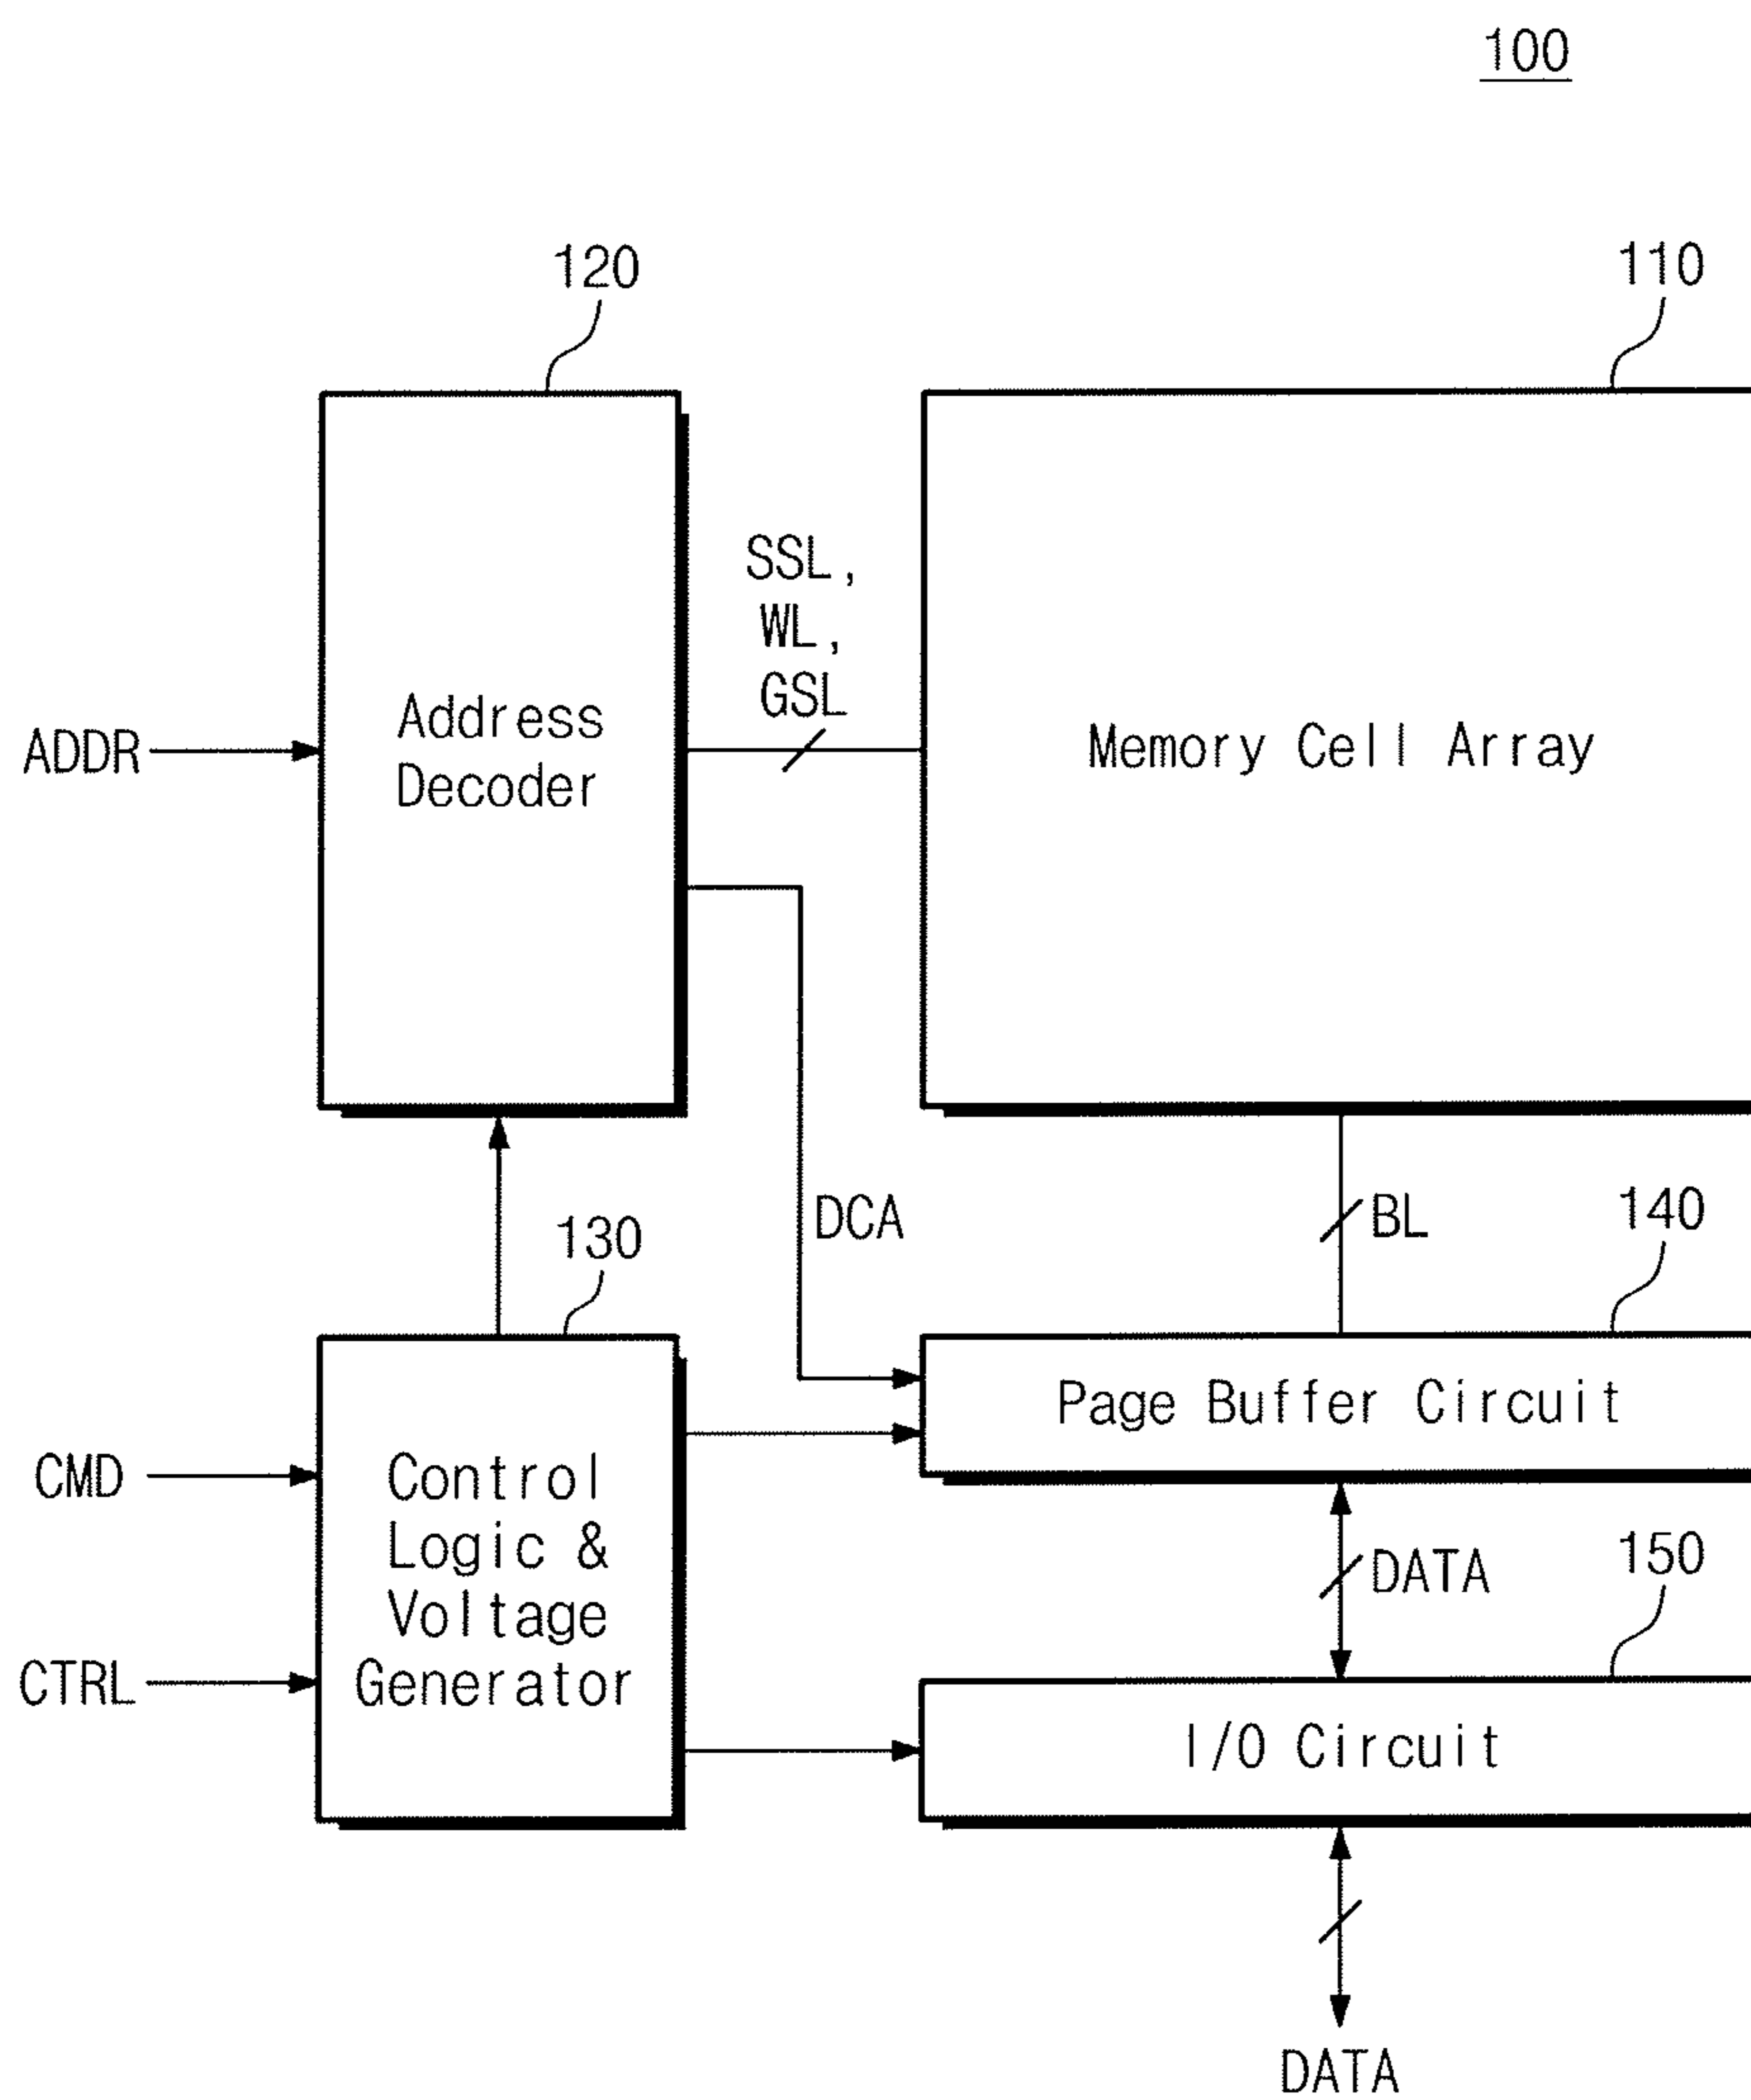 100
120
110
SSL,
WL,
GSL
ADDR
Address
Decoder
Memory Cell Array
DCA
BL
130
140
Page Buffer Circuit
CMD
CTRL
Control
Logic &
Voltage
Generator
DATA
150
I/O Circuit
DATA